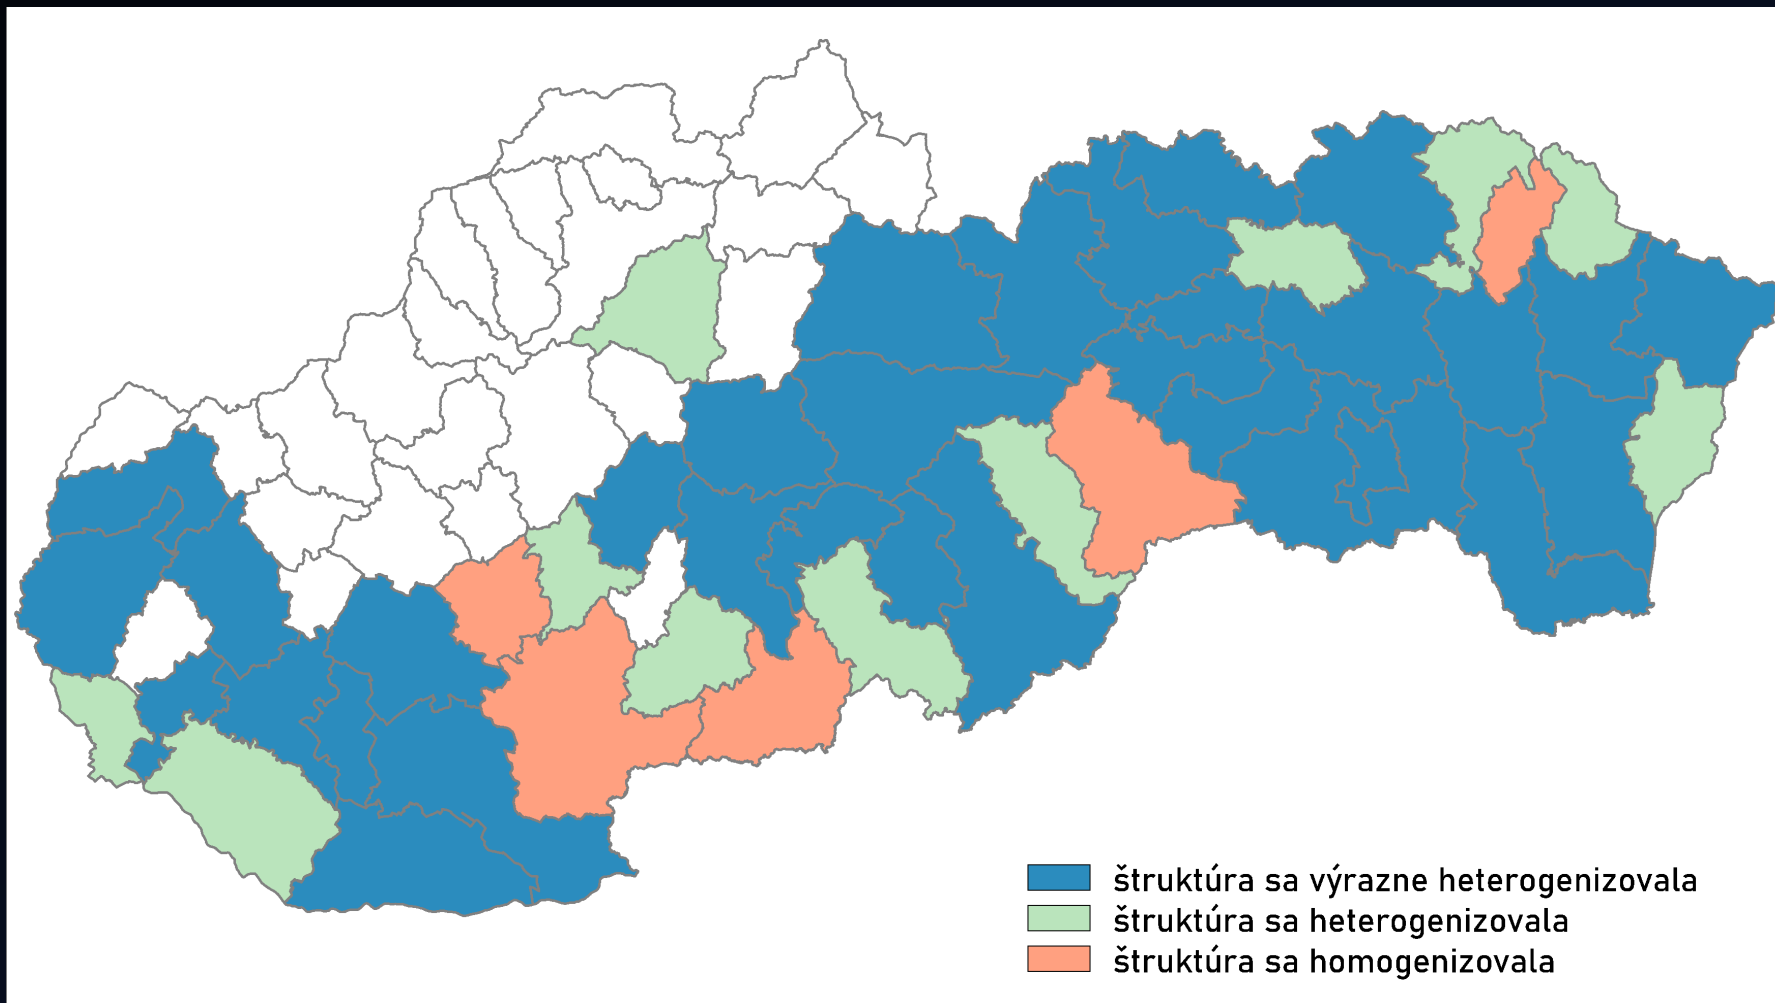 štruktúra sa výrazne heterogenizovala
štruktúra sa heterogenizovala
štruktúra sa homogenizovala